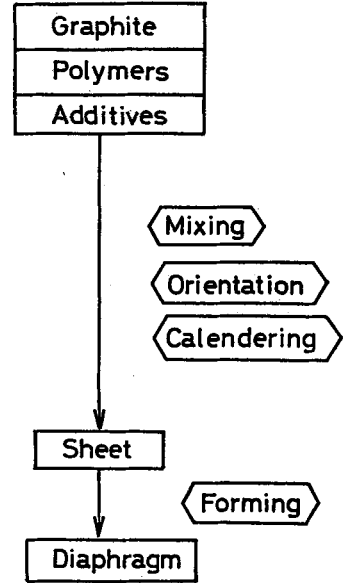 Graphite
Polymers
Additives
Mixing
Orientation
Calendering
Sheet
Forming
Diaphragm